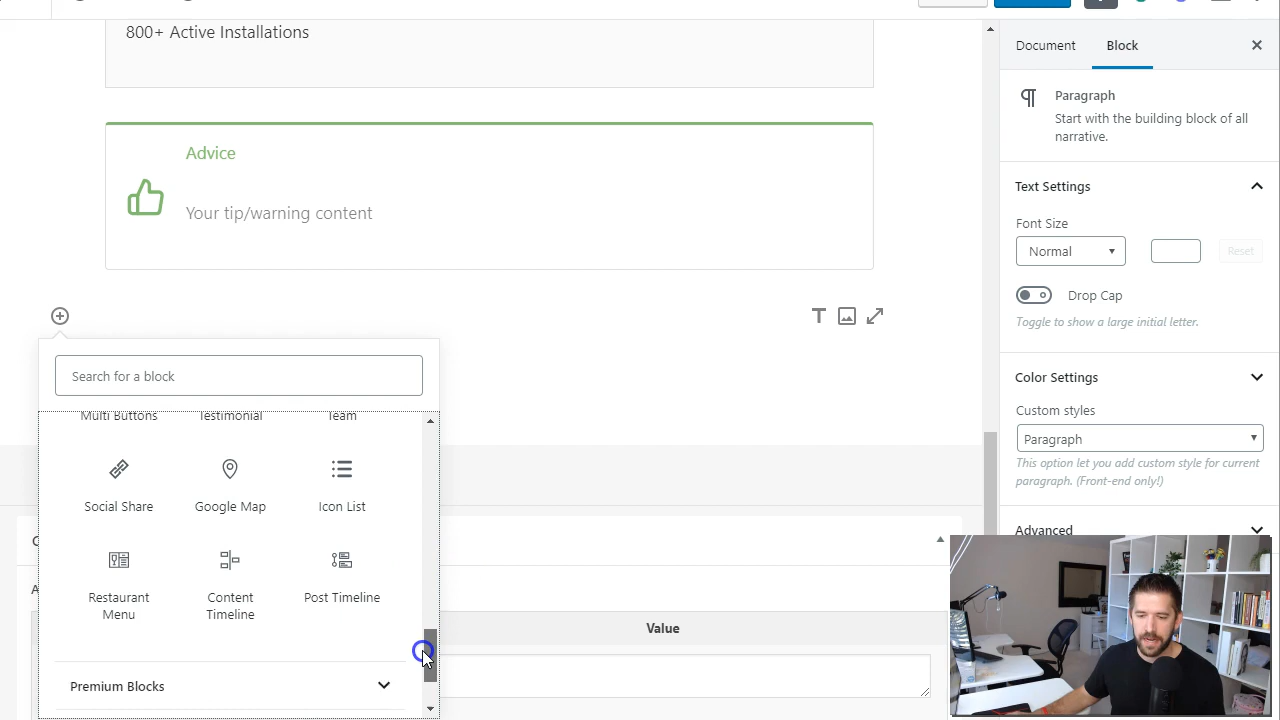 800+ Active Installations
Advice
Your tip/warning content
Search for a block
Multi Buttons
Testimonial
Team
Social Share
Google Map
Icon List
Restaurant
Menu
Content
Timeline
Post Timeline
Premium Blocks
Value
Document
Block
Paragraph
Start with the building block of all
narrative.
Text Settings
Font Size
Normal
Reset
Drop Cap
Toggle to show a large initial letter.
Color Settings
Custom styles
Paragraph
This option let you add custom style for current
paragraph. (Front-end only!)
Advanced